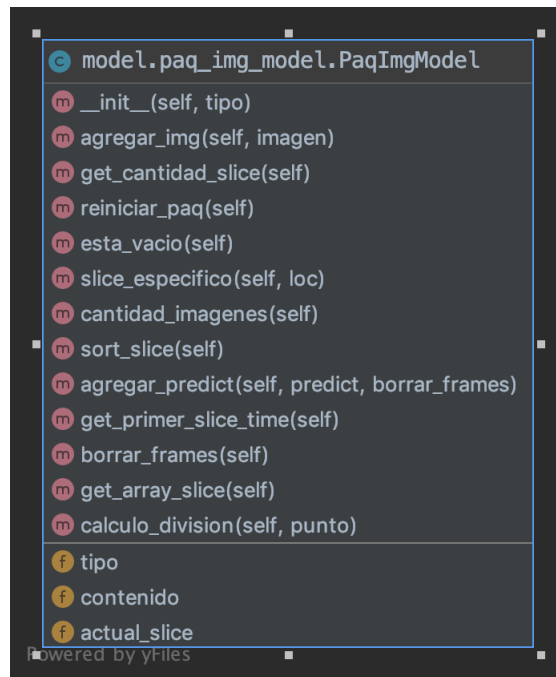 C model.paq_img_model.PaqImgModel
m __init__(self, tipo)
m agregar_img(self, imagen)
m get_cantidad_slice(self)
m reiniciar_paq(self)
m esta_vacio(self)
m slice_especifico(self, loc)
m cantidad_imagenes(self)
m sort_slice(self)
m agregar_predict(self, predict, borrar_frames)
m get_primer_slice_time(self)
m borrar_frames(self)
m get_array_slice(self)
m calculo_division(self, punto)
f tipo
f contenido
f actual_slice
Powered by yFiles